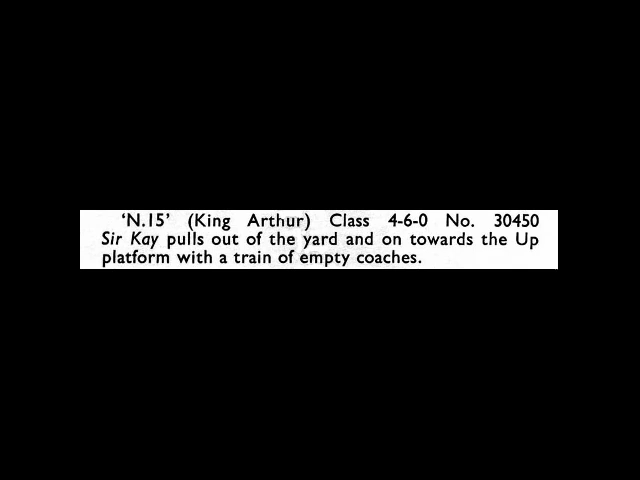 ‘N.15’ (King Arthur) Class 4-6-0 No. 30450
Sir Kay pulls out of the yard and on towards the Up
platform with a train of empty coaches.